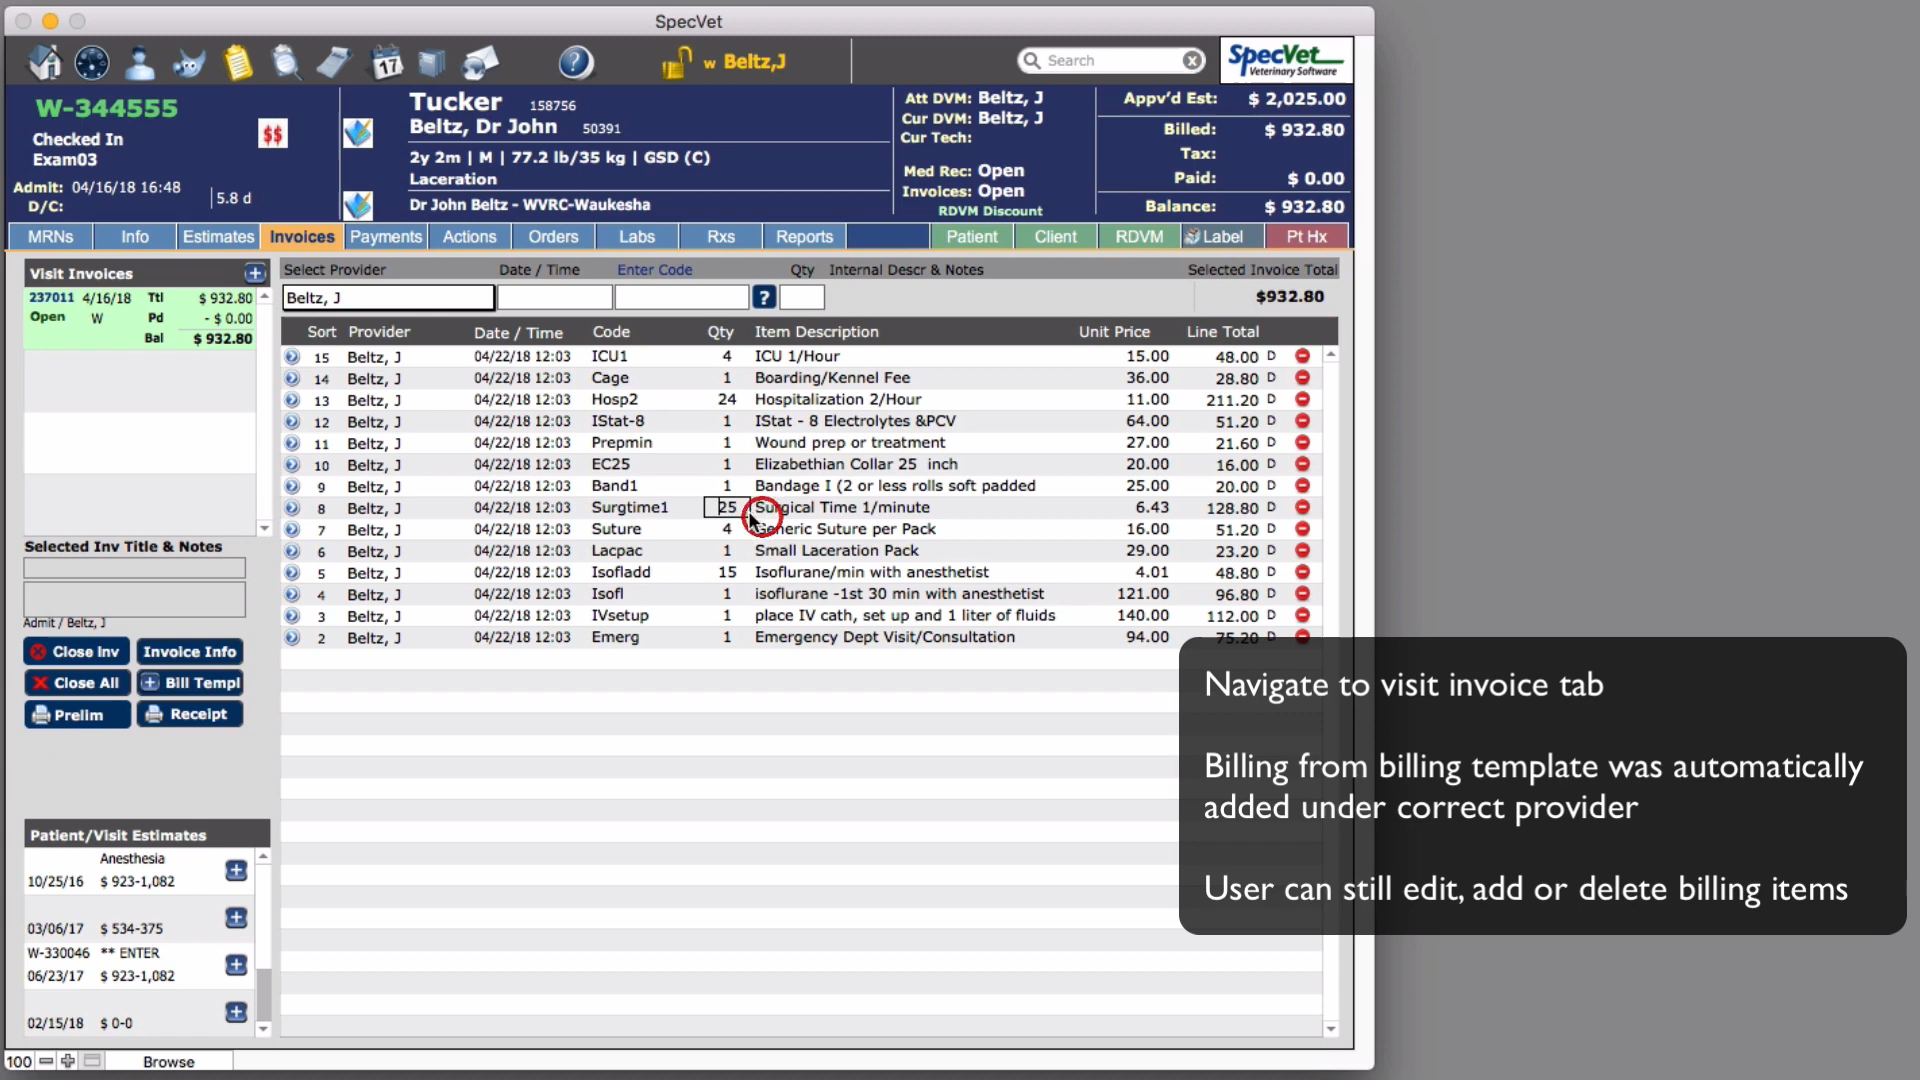 SpecVet
17
?
w Beltz,J
Search
SpecVet
Veterinary Software
W-344555
Checked In
Exam03
$$
Admit: 04/16/18 16:48
D/C:
5.8 d
Tucker 158756
Beltz, Dr John 50391
2y 2m | M | 77.2 lb/35 kg | GSD (C)
Laceration
Dr John Beltz - WVRC-Waukesha
Att DVM: Beltz, J
Cur DVM: Beltz, J
Cur Tech:
Med Rec: Open
Invoices: Open
RDVM Discount
Appv'd Est: $ 2,025.00
Billed: $ 932.80
Tax:
Paid: $ 0.00
Balance: $ 932.80
MRNs Info Estimates Invoices Payments Actions Orders Labs Rxs Reports Patient Client RDVM Label Pt Hx
Visit Invoices
237011 4/16/18 Ttl $ 932.80
Open W Pd - $ 0.00
Bal $ 932.80
Selected Inv Title & Notes
Admit / Beltz, J
Close Inv Invoice Info
Close All Bill Templ
Prelim Receipt
Patient/Visit Estimates
Anesthesia
10/25/16 $ 923-1,082
03/06/17 $ 534-375
W-330046 ** ENTER
06/23/17 $ 923-1,082
02/15/18 $ 0-0
Select Provider Date / Time Enter Code Qty Internal Descr & Notes Selected Invoice Total
Beltz, J ? $932.80
Sort Provider Date / Time Code Qty Item Description Unit Price Line Total
15 Beltz, J 04/22/18 12:03 ICU1 4 ICU 1/Hour 15.00 48.00 D
14 Beltz, J 04/22/18 12:03 Cage 1 Boarding/Kennel Fee 36.00 28.80 D
13 Beltz, J 04/22/18 12:03 Hosp2 24 Hospitalization 2/Hour 11.00 211.20 D
12 Beltz, J 04/22/18 12:03 IStat-8 1 IStat - 8 Electrolytes &PCV 64.00 51.20 D
11 Beltz, J 04/22/18 12:03 Prepmin 1 Wound prep or treatment 27.00 21.60 D
10 Beltz, J 04/22/18 12:03 EC25 1 Elizabethian Collar 25 inch 20.00 16.00 D
9 Beltz, J 04/22/18 12:03 Band1 1 Bandage I (2 or less rolls soft padded 25.00 20.00 D
8 Beltz, J 04/22/18 12:03 Surgtime1 25 Surgical Time 1/minute 6.43 128.80 D
7 Beltz, J 04/22/18 12:03 Suture 4 Generic Suture per Pack 16.00 51.20 D
6 Beltz, J 04/22/18 12:03 Lacpac 1 Small Laceration Pack 29.00 23.20 D
5 Beltz, J 04/22/18 12:03 Isofladd 15 Isoflurane/min with anesthetist 4.01 48.80 D
4 Beltz, J 04/22/18 12:03 Isofl 1 isoflurane -1st 30 min with anesthetist 121.00 96.80 D
3 Beltz, J 04/22/18 12:03 IVsetup 1 place IV cath, set up and 1 liter of fluids 140.00 112.00 D
2 Beltz, J 04/22/18 12:03 Emerg 1 Emergency Dept Visit/Consultation 94.00 75.20 D
Navigate to visit invoice tab
Billing from billing template was automatically
added under correct provider
User can still edit, add or delete billing items
100 Browse